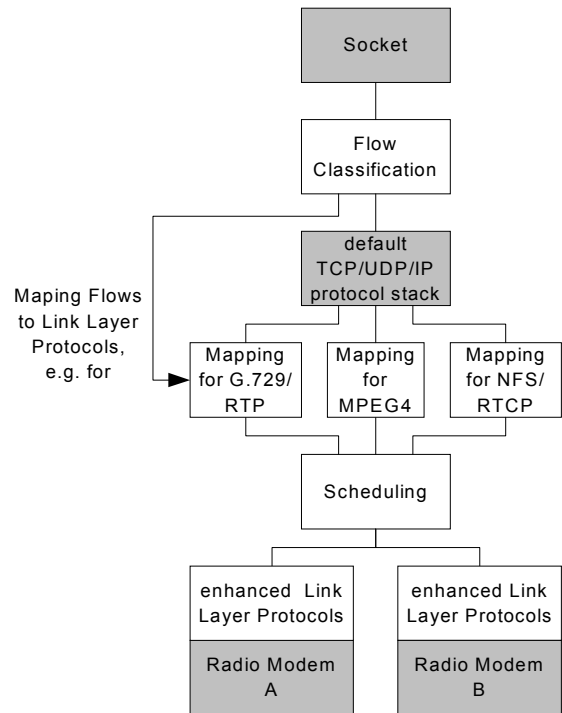 Socket
Flow
Classification
default
TCP/UDP/IP
protocol stack
Maping Flows
to Link Layer
Protocols,
e.g. for
Mapping
for G.729/
RTP
Mapping
for
MPEG4
Mapping
for NFS/
RTCP
Scheduling
enhanced Link
Layer Protocols
Radio Modem
A
enhanced Link
Layer Protocols
Radio Modem
B